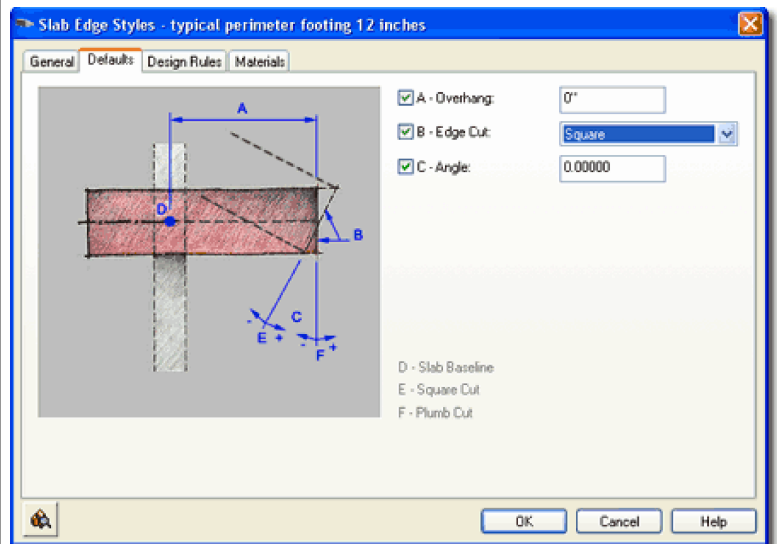 Slab Edge Styles - typical perimeter footing 12 inches
General Defaults Design Rules Materials
A - Overhang: 0"
B - Edge Cut: Square
C - Angle: 0.00000
A
D
B
C
- E + - F +
D - Slab Baseline
E - Square Cut
F - Plumb Cut
OK Cancel Help